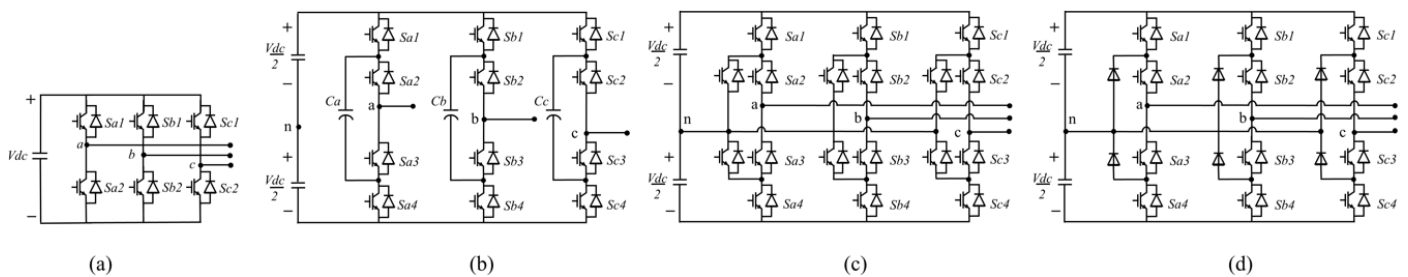 +
Vdc
−
Sa1
Sb1
Sc1
a
b
c
Sa2
Sb2
Sc2
(a)
+
Vdc
2
−
n
+
Vdc
2
−
Sa1
Sb1
Sc1
Sa2
Sb2
Sc2
Ca
a
Cb
b
Cc
c
Sa3
Sb3
Sc3
Sa4
Sb4
Sc4
(b)
+
Vdc
2
−
n
+
Vdc
2
−
Sa1
Sb1
Sc1
Sa2
Sb2
Sc2
a
b
c
Sa3
Sb3
Sc3
Sa4
Sb4
Sc4
(c)
+
Vdc
2
−
n
+
Vdc
2
−
Sa1
Sb1
Sc1
Sa2
Sb2
Sc2
a
b
c
Sa3
Sb3
Sc3
Sa4
Sb4
Sc4
(d)